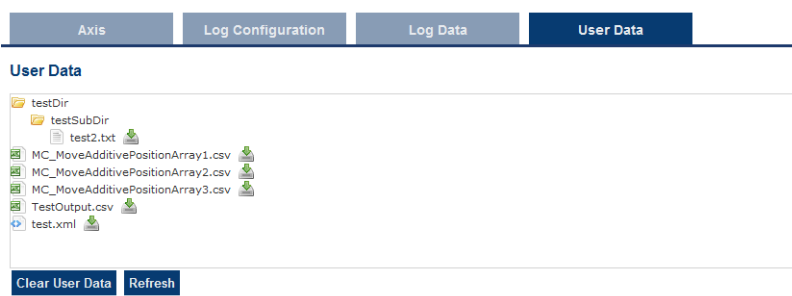 Axis Log Configuration Log Data User Data
User Data
testDir
testSubDir
test2.txt
MC_MoveAdditivePositionArray1.csv
MC_MoveAdditivePositionArray2.csv
MC_MoveAdditivePositionArray3.csv
TestOutput.csv
test.xml
Clear User Data Refresh